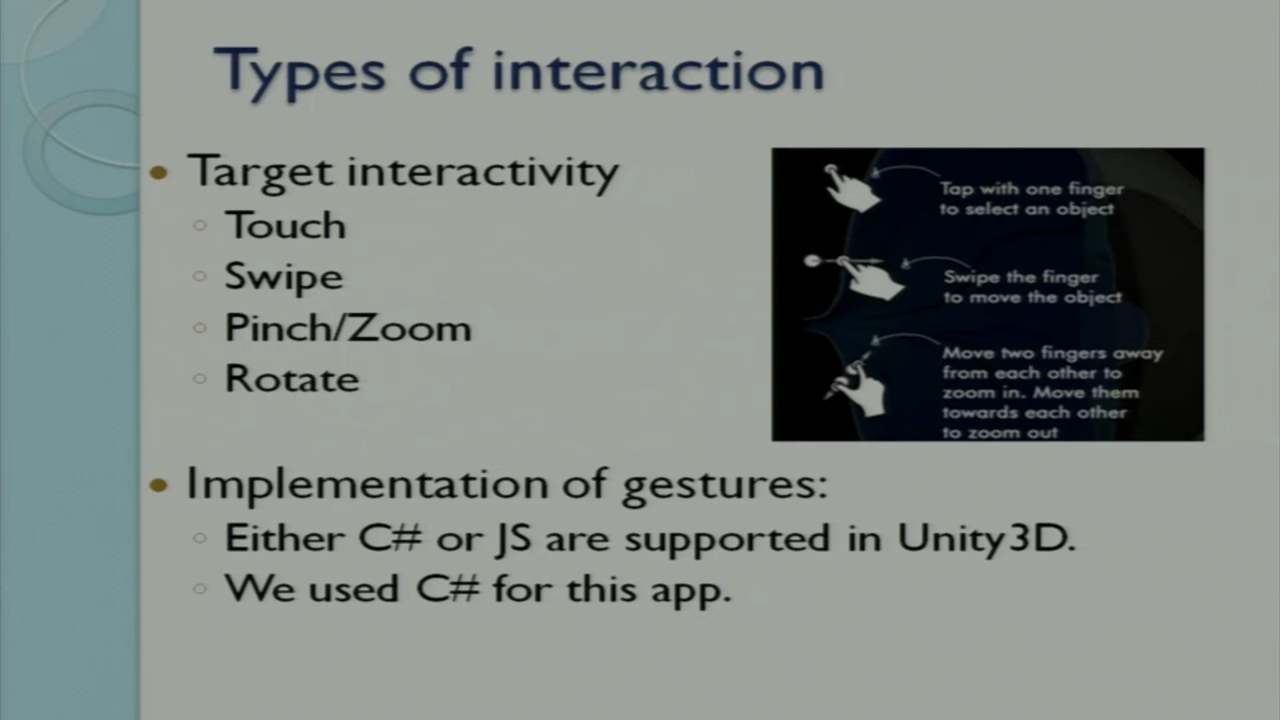 Types of interaction
Target interactivity
Touch
Swipe
Pinch/Zoom
Rotate
Tap with one finger
to select an object
Swipe the finger
to move the object
Move two fingers away
from each other to
zoom in. Move them
towards each other
to zoom out
Implementation of gestures:
Either C# or JS are supported in Unity3D.
We used C# for this app.